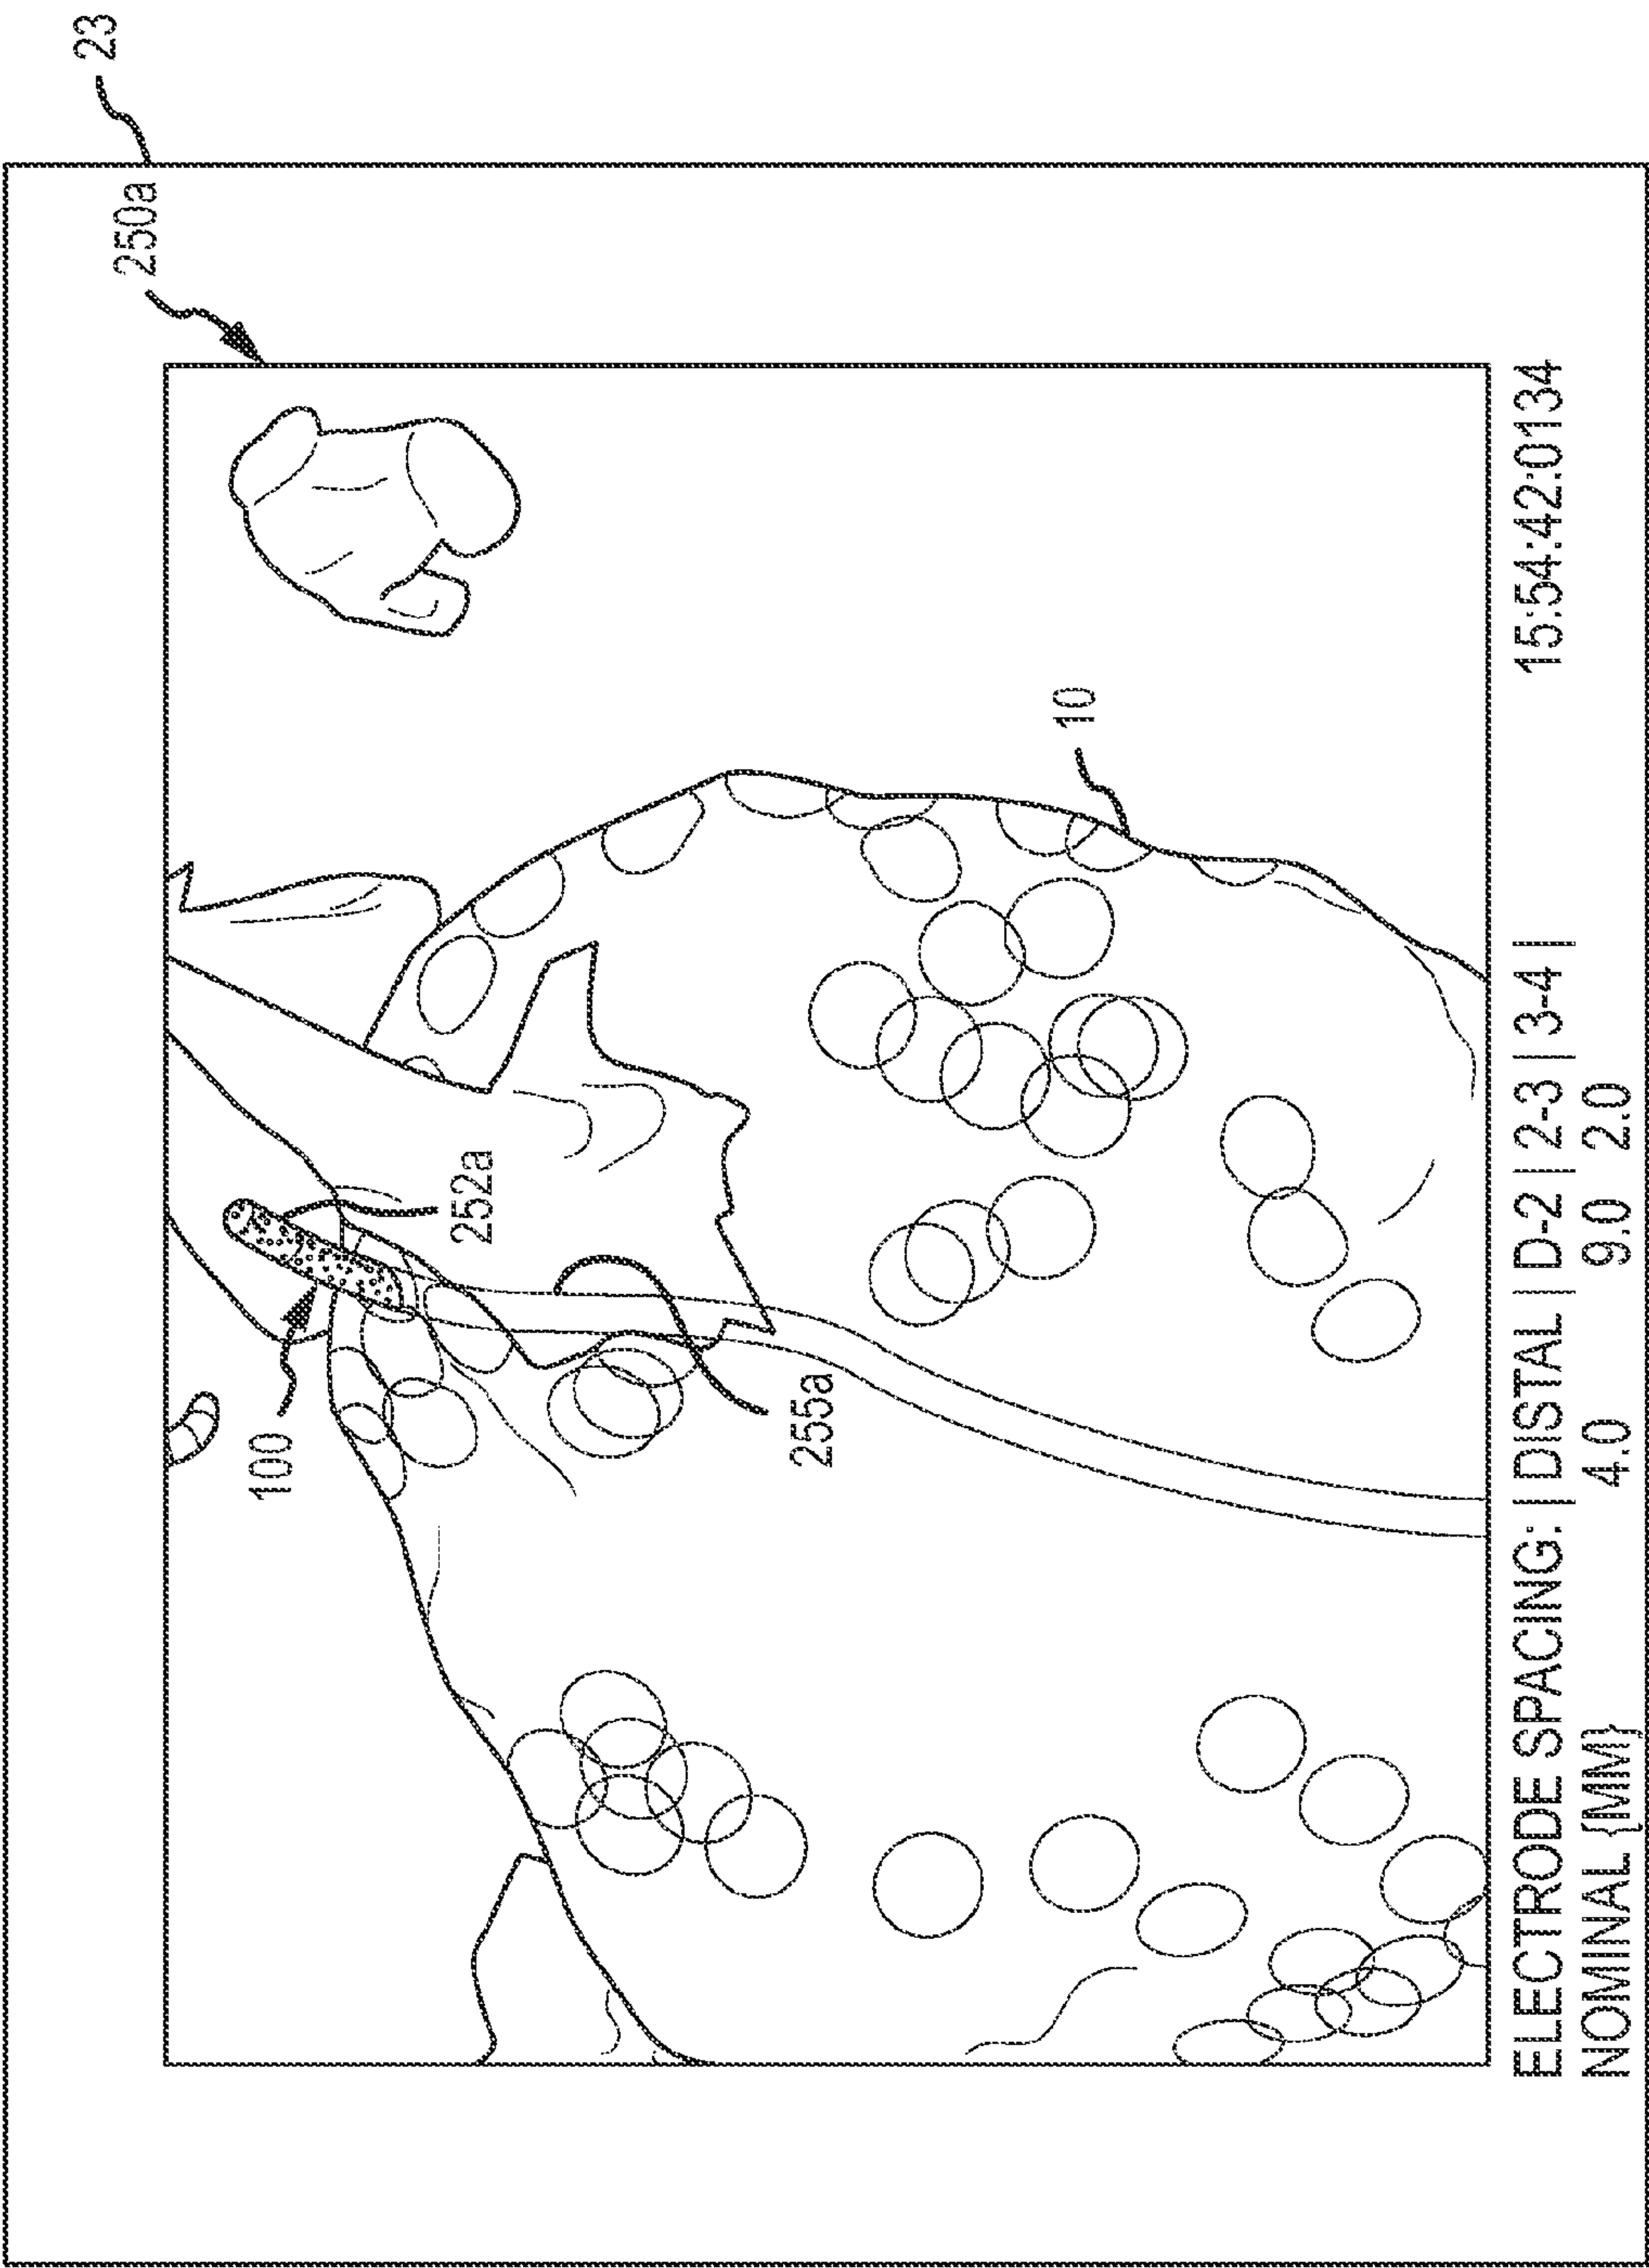 23
250a
10
252a
100
255a
ELECTRODE SPACING: | DISTAL | D-2 | 2-3 | 3-4 | 15:54:42:0134
NOMINAL {MM} 4.0 9.0 2.0